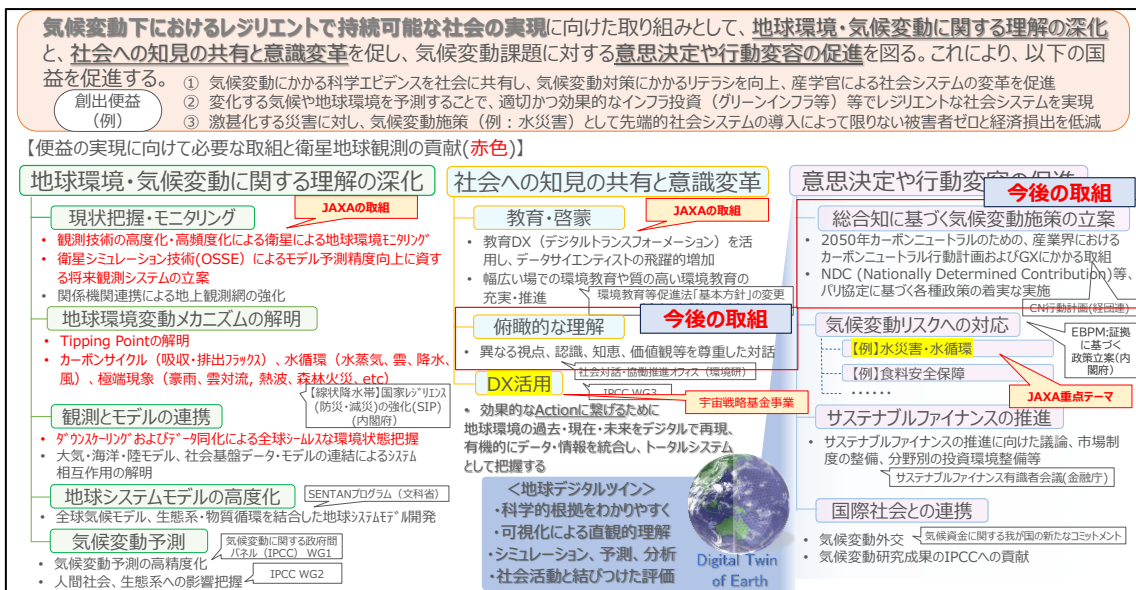 気候変動下におけるレジリエントで持続可能な社会の実現に向けた取り組みとして、地球環境・気候変動に関する理解の深化
と、社会への知見の共有と意識変革を促し、気候変動課題に対する意思決定や行動変容の促進を図る。これにより、以下の国
益を促進する。
創出便益
(例)
① 気候変動にかかる科学エビデンスを社会に共有し、気候変動対策にかかるリテラシを向上、産学官による社会システムの変革を促進
② 変化する気候や地球環境を予測することで、適切かつ効果的なインフラ投資（グリーンインフラ等）等でレジリエントな社会システムを実現
③ 激甚化する災害に対し、気候変動施策（例：水災害）として先端的社会システムの導入によって限りない被害者ゼロと経済損出を低減
【便益の実現に向けて必要な取組と衛星地球観測の貢献(赤色)】
地球環境・気候変動に関する理解の深化
現状把握・モニタリング
JAXAの取組
• 観測技術の高度化・高頻度化による衛星による地球環境モニタリング
• 衛星シミュレーション技術(OSSE）によるモデル予測精度向上に資す
る将来観測システムの立案
• 関係機関連携による地上観測網の強化
地球環境変動メカニズムの解明
• Tipping Pointの解明
• カーボンサイクル（吸収・排出フラックス）、水循環（水蒸気、雲、降水、
風）、極端現象（豪雨、雲対流, 熱波、森林火災、etc）
【線状降水帯】国家レジリエンス
(防災・減災）の強化(SIP)
(内閣府）
観測とモデルの連携
• ダウンスケーリングおよびデータ同化による全球シームレスな環境状態把握
• 大気・海洋・陸モデル、社会基盤データ・モデルの連結によるシステム
相互作用の解明
地球システムモデルの高度化
SENTANプログラム（文科省）
• 全球気候モデル、生態系・物質循環を結合した地球システムモデル開発
気候変動予測
気候変動に関する政府間
パネル（IPCC） WG1
• 気候変動予測の高精度化
• 人間社会、生態系への影響把握
IPCC WG2
社会への知見の共有と意識変革
教育・啓蒙
JAXAの取組
• 教育DX（デジタルトランスフォーメーション）を活
用し、データサイエンティストの飛躍的増加
• 幅広い場での環境教育や質の高い環境教育の
充実・推進
環境教育等促進法「基本方針」の変更
俯瞰的な理解
今後の取組
• 異なる視点、認識、知恵、価値観等を尊重した対話
社会対話・協働推進オフィス（環境研）
DX活用
IPCC WG3
宇宙戦略基金事業
• 効果的なActionに繋げるために
地球環境の過去・現在・未来をデジタルで再現、
有機的にデータ・情報を統合し、トータルシステム
として把握する
＜地球デジタルツイン＞
・科学的根拠をわかりやすく
・可視化による直観的理解
・シミュレーション、予測、分析
・社会活動と結びつけた評価
Digital Twin
of Earth
意思決定や行動変容の促進
今後の取組
総合知に基づく気候変動施策の立案
• 2050年カーボンニュートラルのための、産業界における
カーボンニュートラル行動計画およびGXにかかる取組
• NDC (Nationally Determined Contribution)等、
パリ協定に基づく各種政策の着実な実施
CN行動計画(経団連)
気候変動リスクへの対応
EBPM:証拠
に基づく
政策立案(内
閣府）
【例】水災害・水循環
【例】食料安全保障
・・・・・・
JAXA重点テーマ
サステナブルファイナンスの推進
• サステナブルファイナンスの推進に向けた議論、市場制
度の整備、分野別の投資環境整備等
サステナブルファイナンス有識者会議(金融庁）
国際社会との連携
• 気候変動外交
気候資金に関する我が国の新たなコミットメント
• 気候変動研究成果のIPCCへの貢献